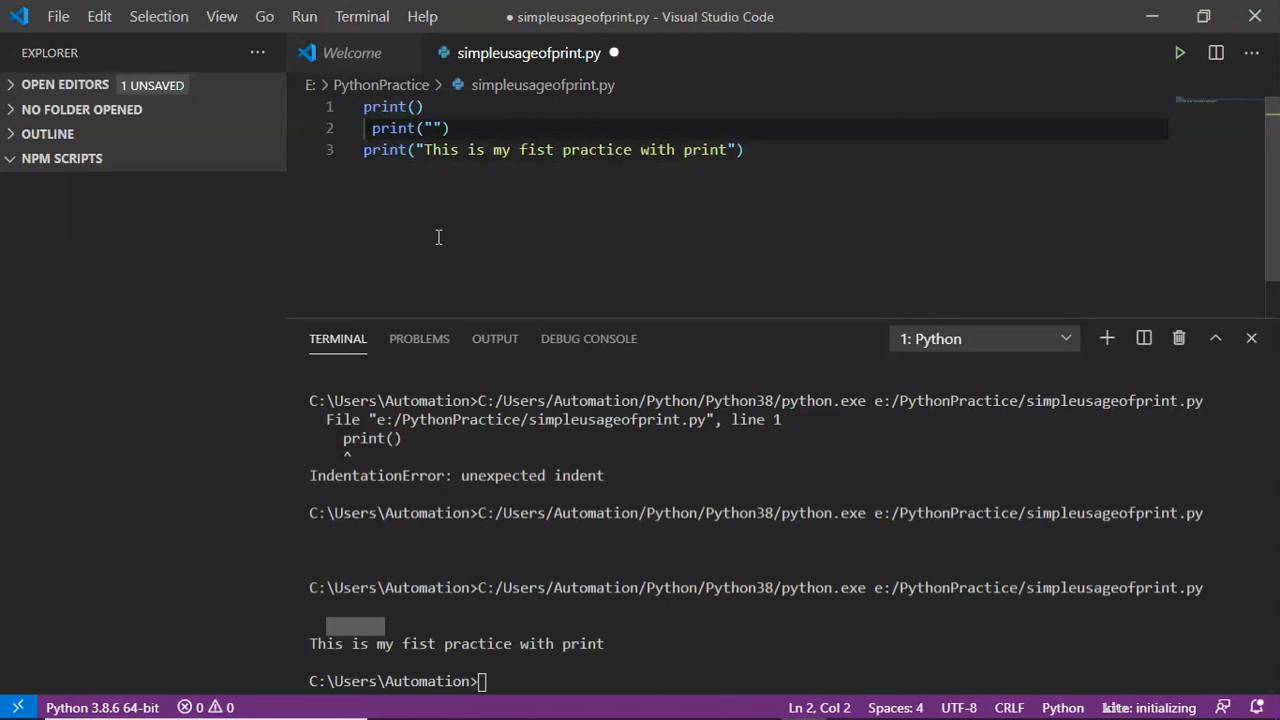 File Edit Selection View Go Run Terminal Help ● simpleusageofprint.py - Visual Studio Code
EXPLORER ...
Welcome simpleusageofprint.py ●
OPEN EDITORS 1 UNSAVED
NO FOLDER OPENED
OUTLINE
NPM SCRIPTS
E: > PythonPractice > simpleusageofprint.py
1 print()
2 print("")
3 print("This is my fist practice with print")
TERMINAL PROBLEMS OUTPUT DEBUG CONSOLE 1: Python
C:\Users\Automation>C:/Users/Automation/Python/Python38/python.exe e:/PythonPractice/simpleusageofprint.py
File "e:/PythonPractice/simpleusageofprint.py", line 1
print()
^
IndentationError: unexpected indent
C:\Users\Automation>C:/Users/Automation/Python/Python38/python.exe e:/PythonPractice/simpleusageofprint.py
C:\Users\Automation>C:/Users/Automation/Python/Python38/python.exe e:/PythonPractice/simpleusageofprint.py
This is my fist practice with print
C:\Users\Automation>
Python 3.8.6 64-bit 0 0 Ln 2, Col 2 Spaces: 4 UTF-8 CRLF Python kite: initializing